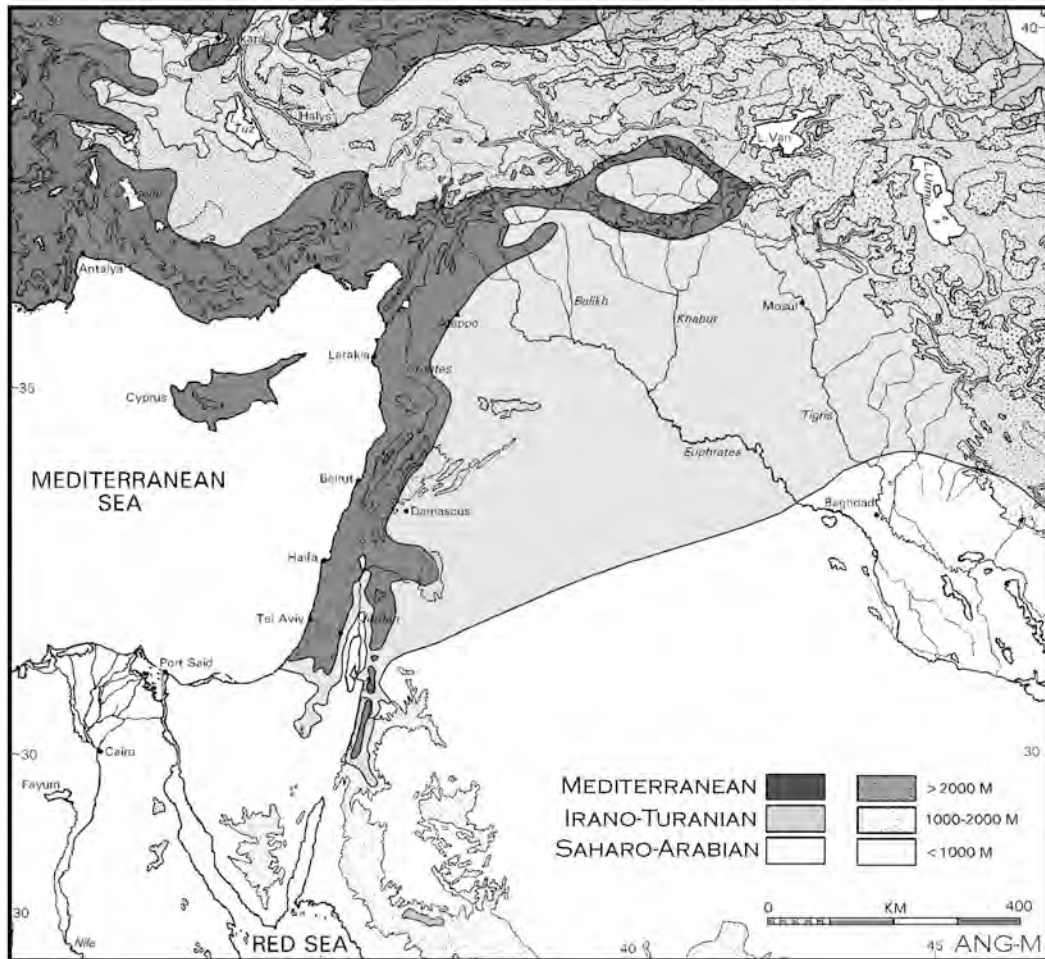 30
40
Halys
Tuz
L.Van
Urmia
Antalya
Aleppo
Balikh
Khabur
Mosul
Latakia
Orontes
35
Cyprus
Tigris
MEDITERRANEAN
SEA
Euphrates
Beirut
Damascus
Baghdad
Haifa
Tel Aviv
Jordan
Port Said
30
Cairo
30
Fayum
MEDITERRANEAN
>2000 M
IRANO-TURANIAN
1000-2000 M
SAHARO-ARABIAN
<1000 M
0 KM 400
30
RED SEA
Nile
40
45
ANG-M